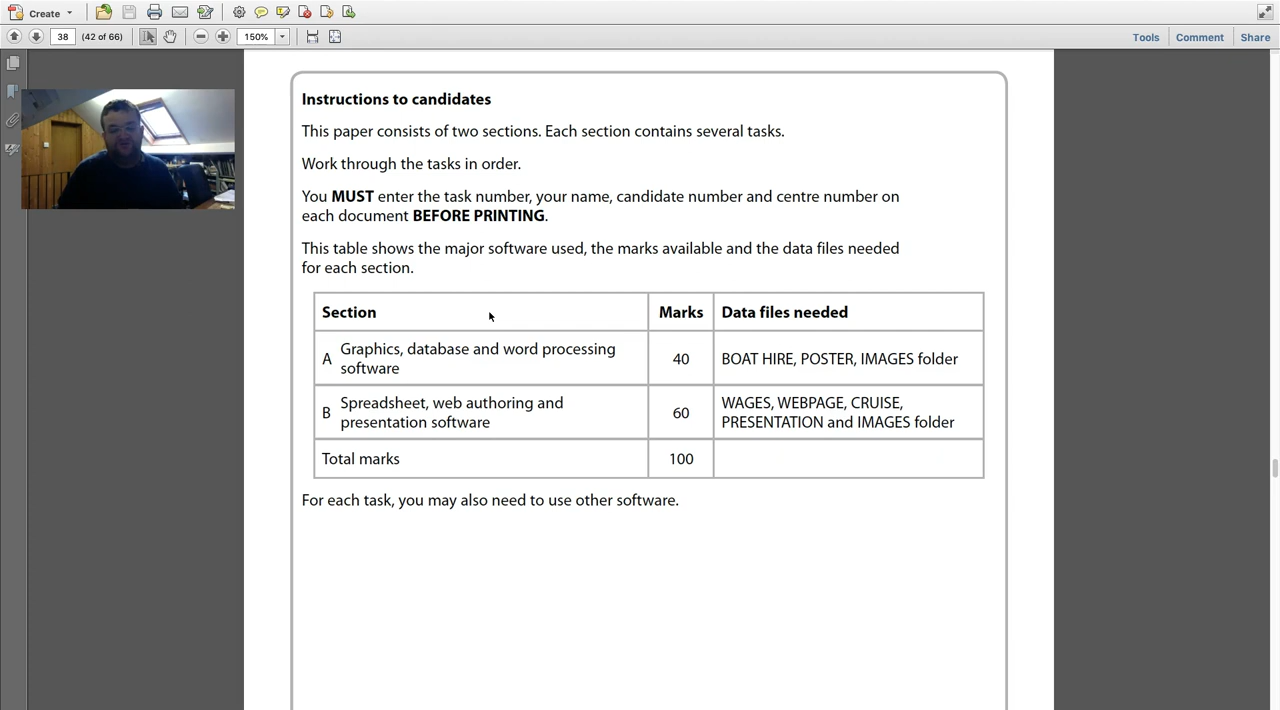 Create
38 (42 of 66) 150% Tools Comment Share
Instructions to candidates
This paper consists of two sections. Each section contains several tasks.
Work through the tasks in order.
You MUST enter the task number, your name, candidate number and centre number on
each document BEFORE PRINTING.
This table shows the major software used, the marks available and the data files needed
for each section.
Section Marks Data files needed
A Graphics, database and word processing
software 40 BOAT HIRE, POSTER, IMAGES folder
B Spreadsheet, web authoring and
presentation software 60 WAGES, WEBPAGE, CRUISE,
PRESENTATION and IMAGES folder
Total marks 100
For each task, you may also need to use other software.